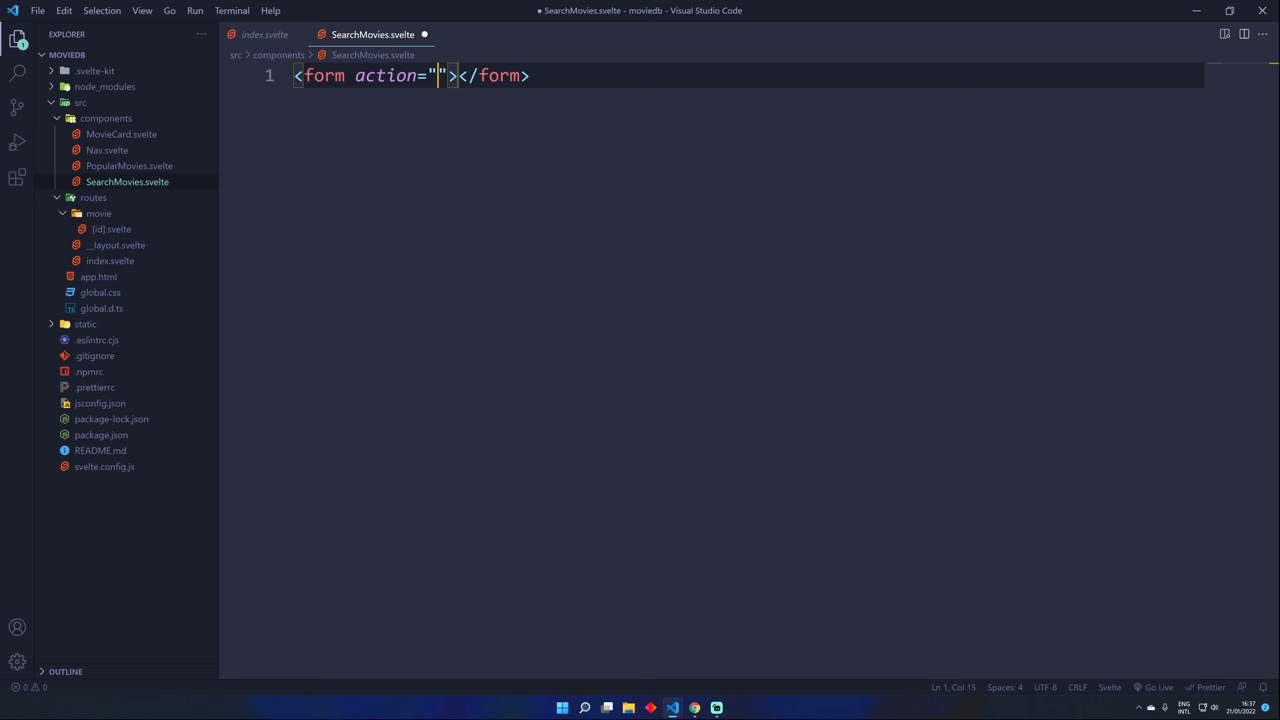 File Edit Selection View Go Run Terminal Help
● SearchMovies.svelte - moviedb - Visual Studio Code
EXPLORER
index.svelte
SearchMovies.svelte
MOVIEDB
src > components > SearchMovies.svelte
.svelte-kit
node_modules
src
components
MovieCard.svelte
Nav.svelte
PopularMovies.svelte
SearchMovies.svelte
routes
movie
[id].svelte
__layout.svelte
index.svelte
app.html
global.css
global.d.ts
static
.eslintrc.cjs
.gitignore
.npmrc
.prettierrc
jsconfig.json
package-lock.json
package.json
README.md
svelte.config.js
1 <form action=""></form>
OUTLINE
0 0
Ln 1, Col 15 Spaces: 4 UTF-8 CRLF Svelte Go Live Prettier
ENG
INTL
16:37
21/01/2022